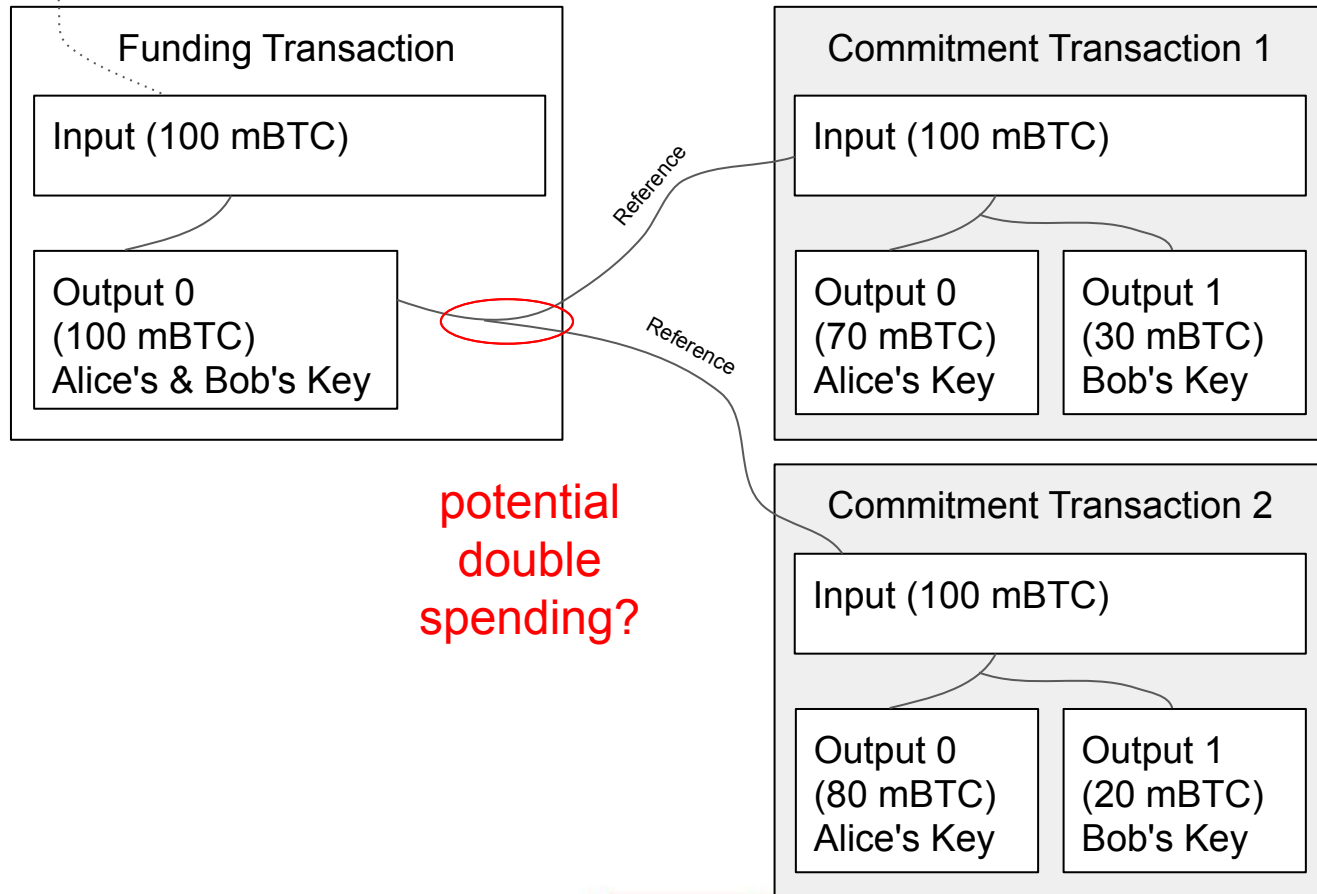 Funding Transaction
Input (100 mBTC)
Output 0
(100 mBTC)
Alice's & Bob's Key
Reference
Reference
potential
double
spending?
Commitment Transaction 1
Input (100 mBTC)
Output 0
(70 mBTC)
Alice's Key
Output 1
(30 mBTC)
Bob's Key
Commitment Transaction 2
Input (100 mBTC)
Output 0
(80 mBTC)
Alice's Key
Output 1
(20 mBTC)
Bob's Key